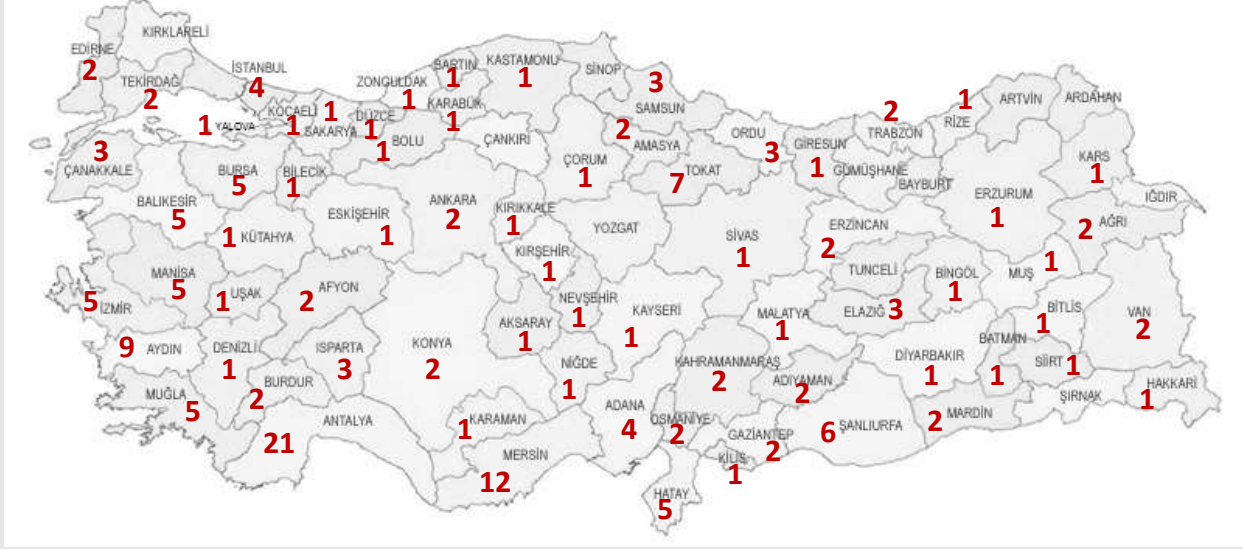 KIRKLARELİ
EDİRNE
2
TEKİRDAĞ
2
İSTANBUL
4
KOCAELİ
1
YALOVA
1
SAKARYA
1
DÜZCE
1
ZONGULDAK
1
BARTIN
1
KASTAMONU
1
KARABÜK
1
SİNOP
3
SAMSUN
2
AMASYA
ORDU
3
GİRESUN
1
TRABZON
2
RİZE
1
ARTVİN
ARDAHAN
ÇANAKKALE
3
BURSA
5
BİLECİK
1
BOLU
1
ÇANKIRI
ÇORUM
1
TOKAT
7
GÜMÜŞHANE
BAYBURT
ERZURUM
1
KARS
1
IĞDIR
BALIKESİR
5
KÜTAHYA
1
ESKİŞEHİR
1
ANKARA
2
KIRIKKALE
1
YOZGAT
SİVAS
1
ERZİNCAN
2
AĞRI
2
KIRŞEHİR
1
TUNCELİ
BİNGÖL
1
MUŞ
1
MANİSA
5
UŞAK
1
AFYON
2
İZMİR
5
AKSARAY
1
NEVŞEHİR
1
KAYSERİ
1
MALATYA
1
ELAZIĞ
3
BİTLİS
1
VAN
2
AYDIN
9
DENİZLİ
1
ISPARTA
3
KONYA
2
NİĞDE
1
KAHRAMANMARAŞ
2
ADIYAMAN
2
DİYARBAKIR
1
BATMAN
1
SİİRT
1
HAKKARİ
1
ŞIRNAK
MUĞLA
5
BURDUR
2
ANTALYA
21
KARAMAN
1
MERSİN
12
ADANA
4
OSMANİYE
2
GAZİANTEP
2
KİLİS
1
ŞANLIURFA
6
MARDİN
2
HATAY
5